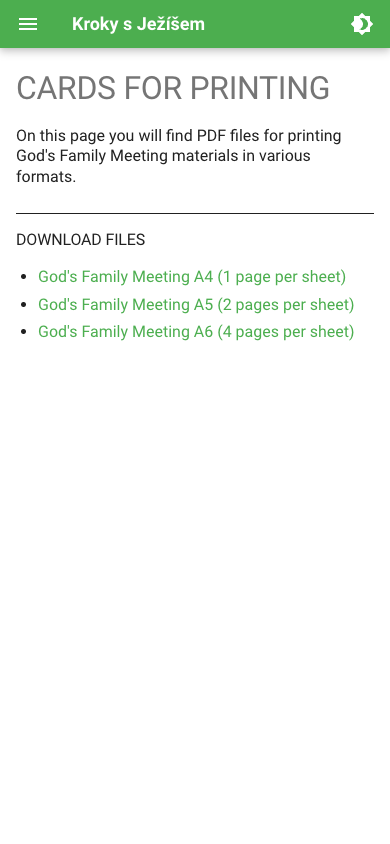 Kroky s Ježíšem
CARDS FOR PRINTING
On this page you will find PDF files for printing
God's Family Meeting materials in various
formats.
DOWNLOAD FILES
God's Family Meeting A4 (1 page per sheet)
God's Family Meeting A5 (2 pages per sheet)
God's Family Meeting A6 (4 pages per sheet)